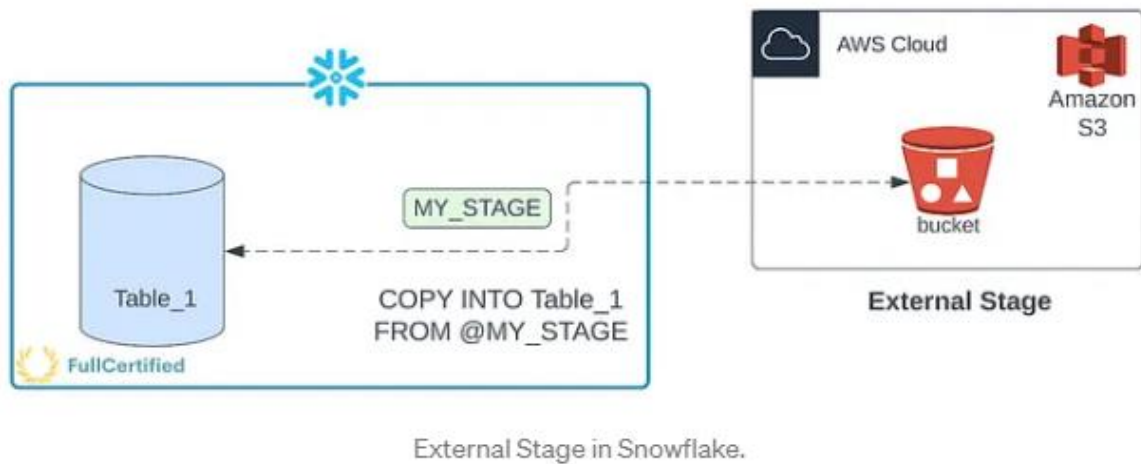 AWS Cloud
Amazon
S3
MY_STAGE
bucket
Table_1
COPY INTO Table_1
FROM @MY_STAGE
External Stage
FullCertified
External Stage in Snowflake.